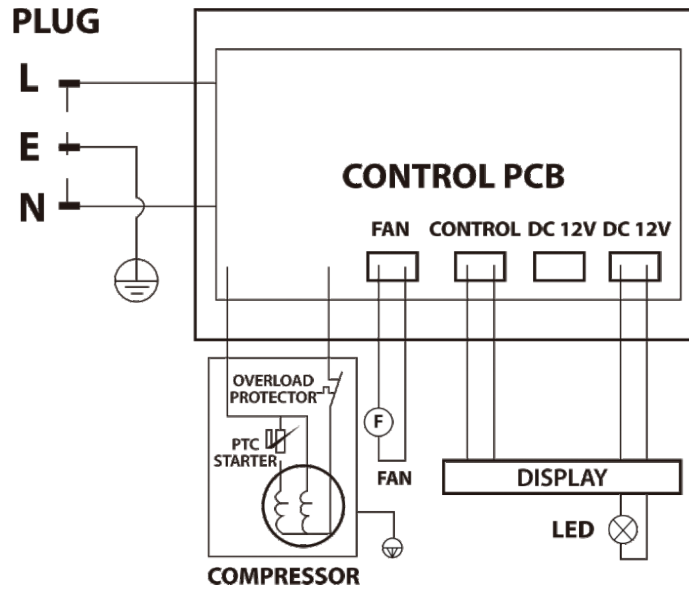 PLUG
L
E
N
CONTROL PCB
FAN CONTROL DC 12V DC 12V
OVERLOAD
PROTECTOR
PTC
STARTER
F
FAN
DISPLAY
LED
COMPRESSOR